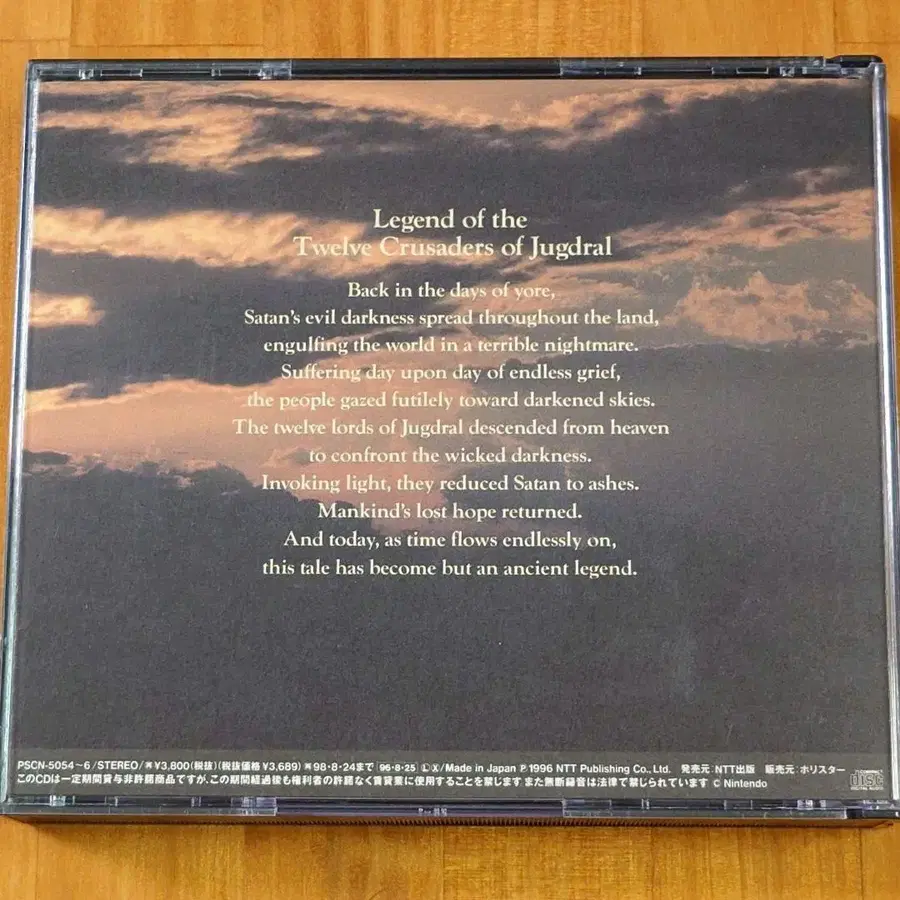 Legend of the
Twelve Crusaders of Jugdral
Back in the days of yore,
Satan's evil darkness spread throughout the land,
engulfing the world in a terrible nightmare.
Suffering day upon day of endless grief,
the people gazed futilely toward darkened skies.
The twelve lords of Jugdral descended from heaven
to confront the wicked darkness.
Invoking light, they reduced Satan to ashes.
Mankind's lost hope returned.
And today, as time flows endlessly on,
this tale has become but an ancient legend.
PSCN-5054~6/STEREO/¥3,800(税抜)(税抜価格¥3,689) 98・8・24まで 96・8・25 Ⓛ Ⓧ/Made in Japan Ⓟ1996 NTT Publishing Co., Ltd. 発売元:NTT出版 販売元:ホリスター
このCDは一定期間貸与非許諾商品ですが、この期間経過後も権利者の許諾なく賃貸業に使用することを禁じます また無断録音は法律で禁じられています © Nintendo
COMPACT disc DIGITAL AUDIO